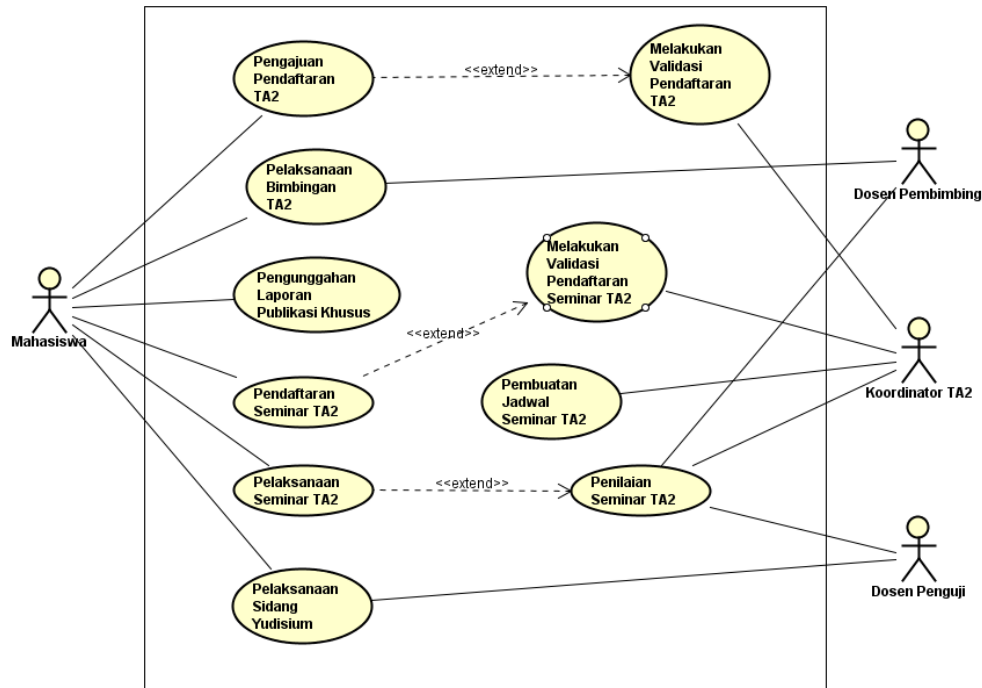 Pengajuan
Pendaftaran
TA2
<<extend>>
Melakukan
Validasi
Pendaftaran
TA2
Pelaksanaan
Bimbingan
TA2
Dosen Pembimbing
Melakukan
Validasi
Pendaftaran
Seminar TA2
Pengunggahan
Laporan
Publikasi Khusus
Mahasiswa
<<extend>>
Pendaftaran
Seminar TA2
Pembuatan
Jadwal
Seminar TA2
Koordinator TA2
Pelaksanaan
Seminar TA2
<<extend>>
Penilaian
Seminar TA2
Pelaksanaan
Sidang
Yudisium
Dosen Penguji